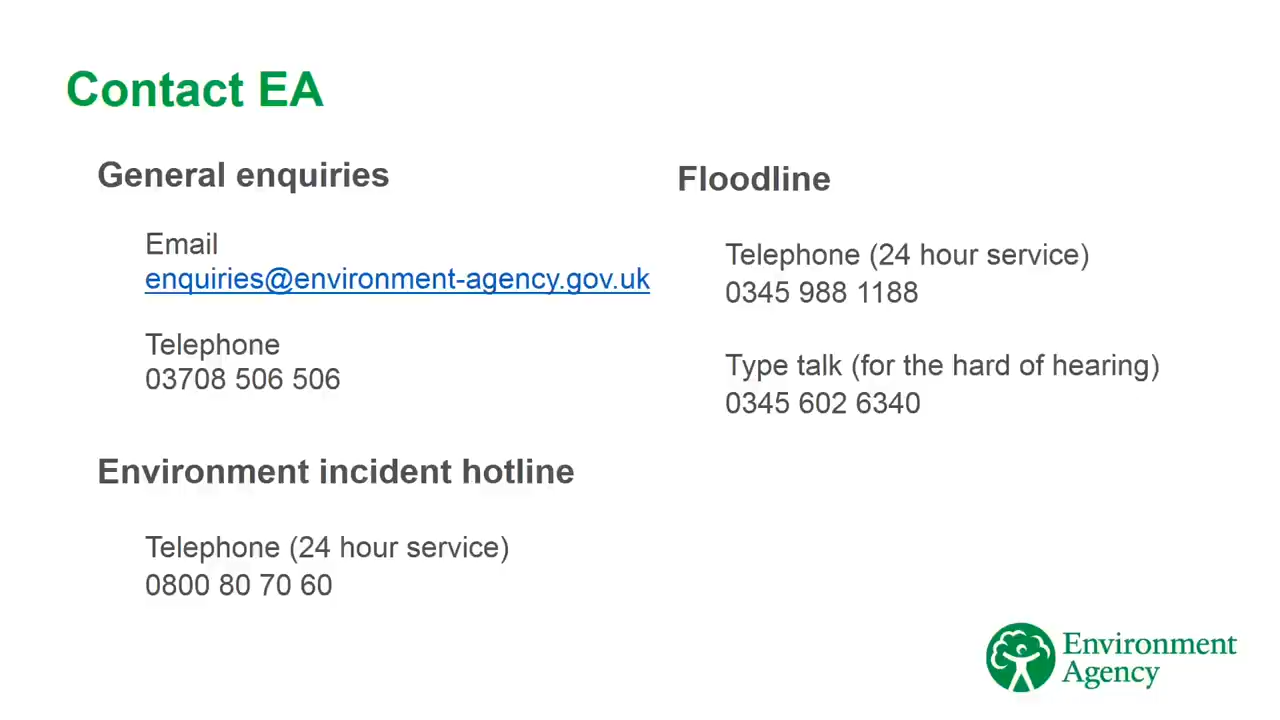 Contact EA
General enquiries
Email
enquiries@environment-agency.gov.uk
Telephone
03708 506 506
Environment incident hotline
Telephone (24 hour service)
0800 80 70 60
Floodline
Telephone (24 hour service)
0345 988 1188
Type talk (for the hard of hearing)
0345 602 6340
Environment
Agency